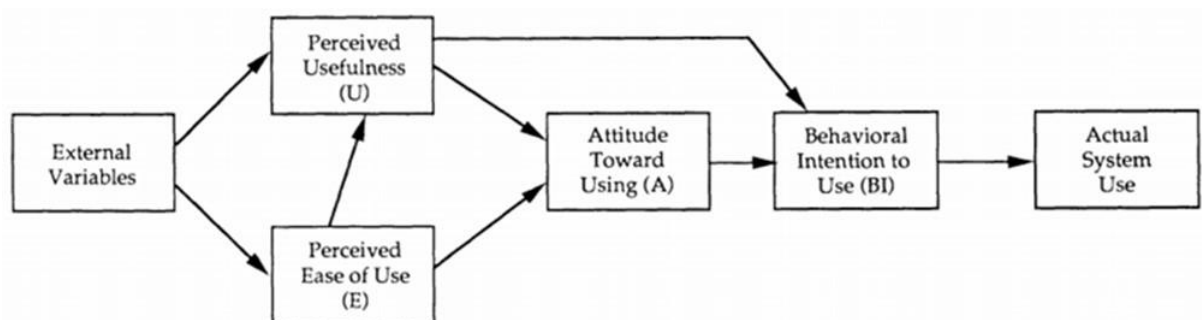 External
Variables
Perceived
Usefulness
(U)
Perceived
Ease of Use
(E)
Attitude
Toward
Using (A)
Behavioral
Intention to
Use (BI)
Actual
System
Use